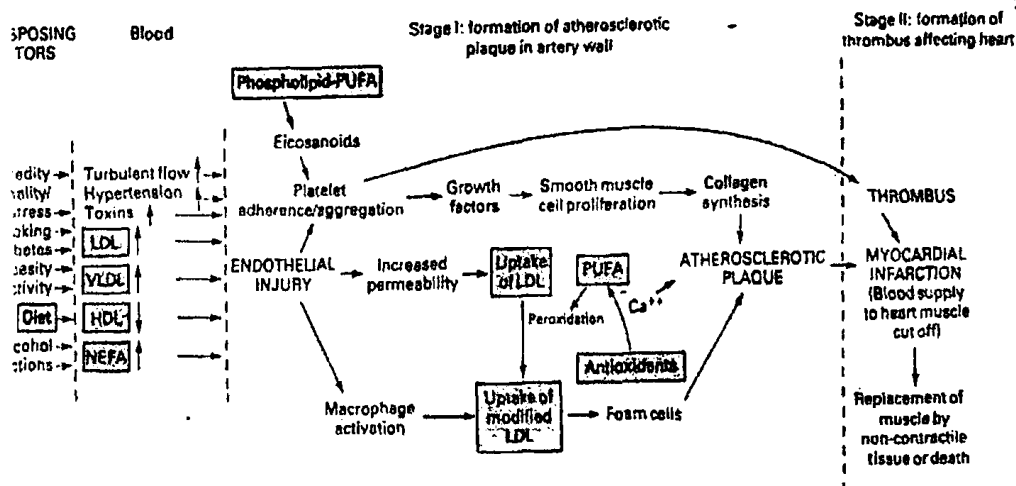 SPOSING
TORS
Blood
Stage I: formation of atherosclerotic
plaque in artery wall
Stage II: formation of
thrombus affecting heart
Phospholipid-PUFA
Eicosanoids
Platelet
adherence/aggregation
Growth
factors
Smooth muscle
cell proliferation
Collagen
synthesis
THROMBUS
edity
nality/
tress
oking
betes
esity
ctivity
Diet
cohol
ctions
Turbulent flow
Hypertension
Toxins
LDL
VLDL
HDL
NEFA
ENDOTHELIAL
INJURY
Increased
permeability
Uptake
of LDL
PUFA
Peroxidation
Ca++
ATHEROSCLEROTIC
PLAQUE
MYOCARDIAL
INFARCTION
(Blood supply
to heart muscle
cut off)
Antioxidants
Macrophage
activation
Uptake of
modified
LDL
Foam cells
Replacement of
muscle by
non-contractile
tissue or death